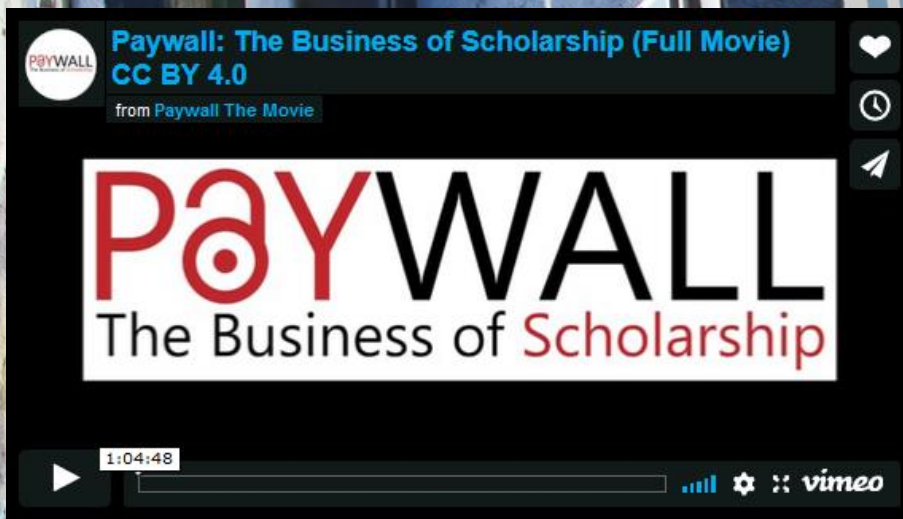 PAYWALL
The Business of Scholarship
Paywall: The Business of Scholarship (Full Movie)
CC BY 4.0
from Paywall The Movie
PAYWALL
The Business of Scholarship
1:04:48
vimeo